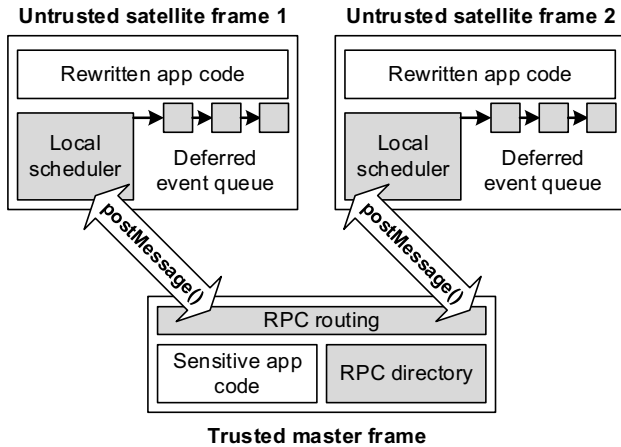 Untrusted satellite frame 1
Untrusted satellite frame 2
Rewritten app code
Local
scheduler
Deferred
event queue
Rewritten app code
Local
scheduler
Deferred
event queue
postMessage()
postMessage()
RPC routing
Sensitive app
code
RPC directory
Trusted master frame